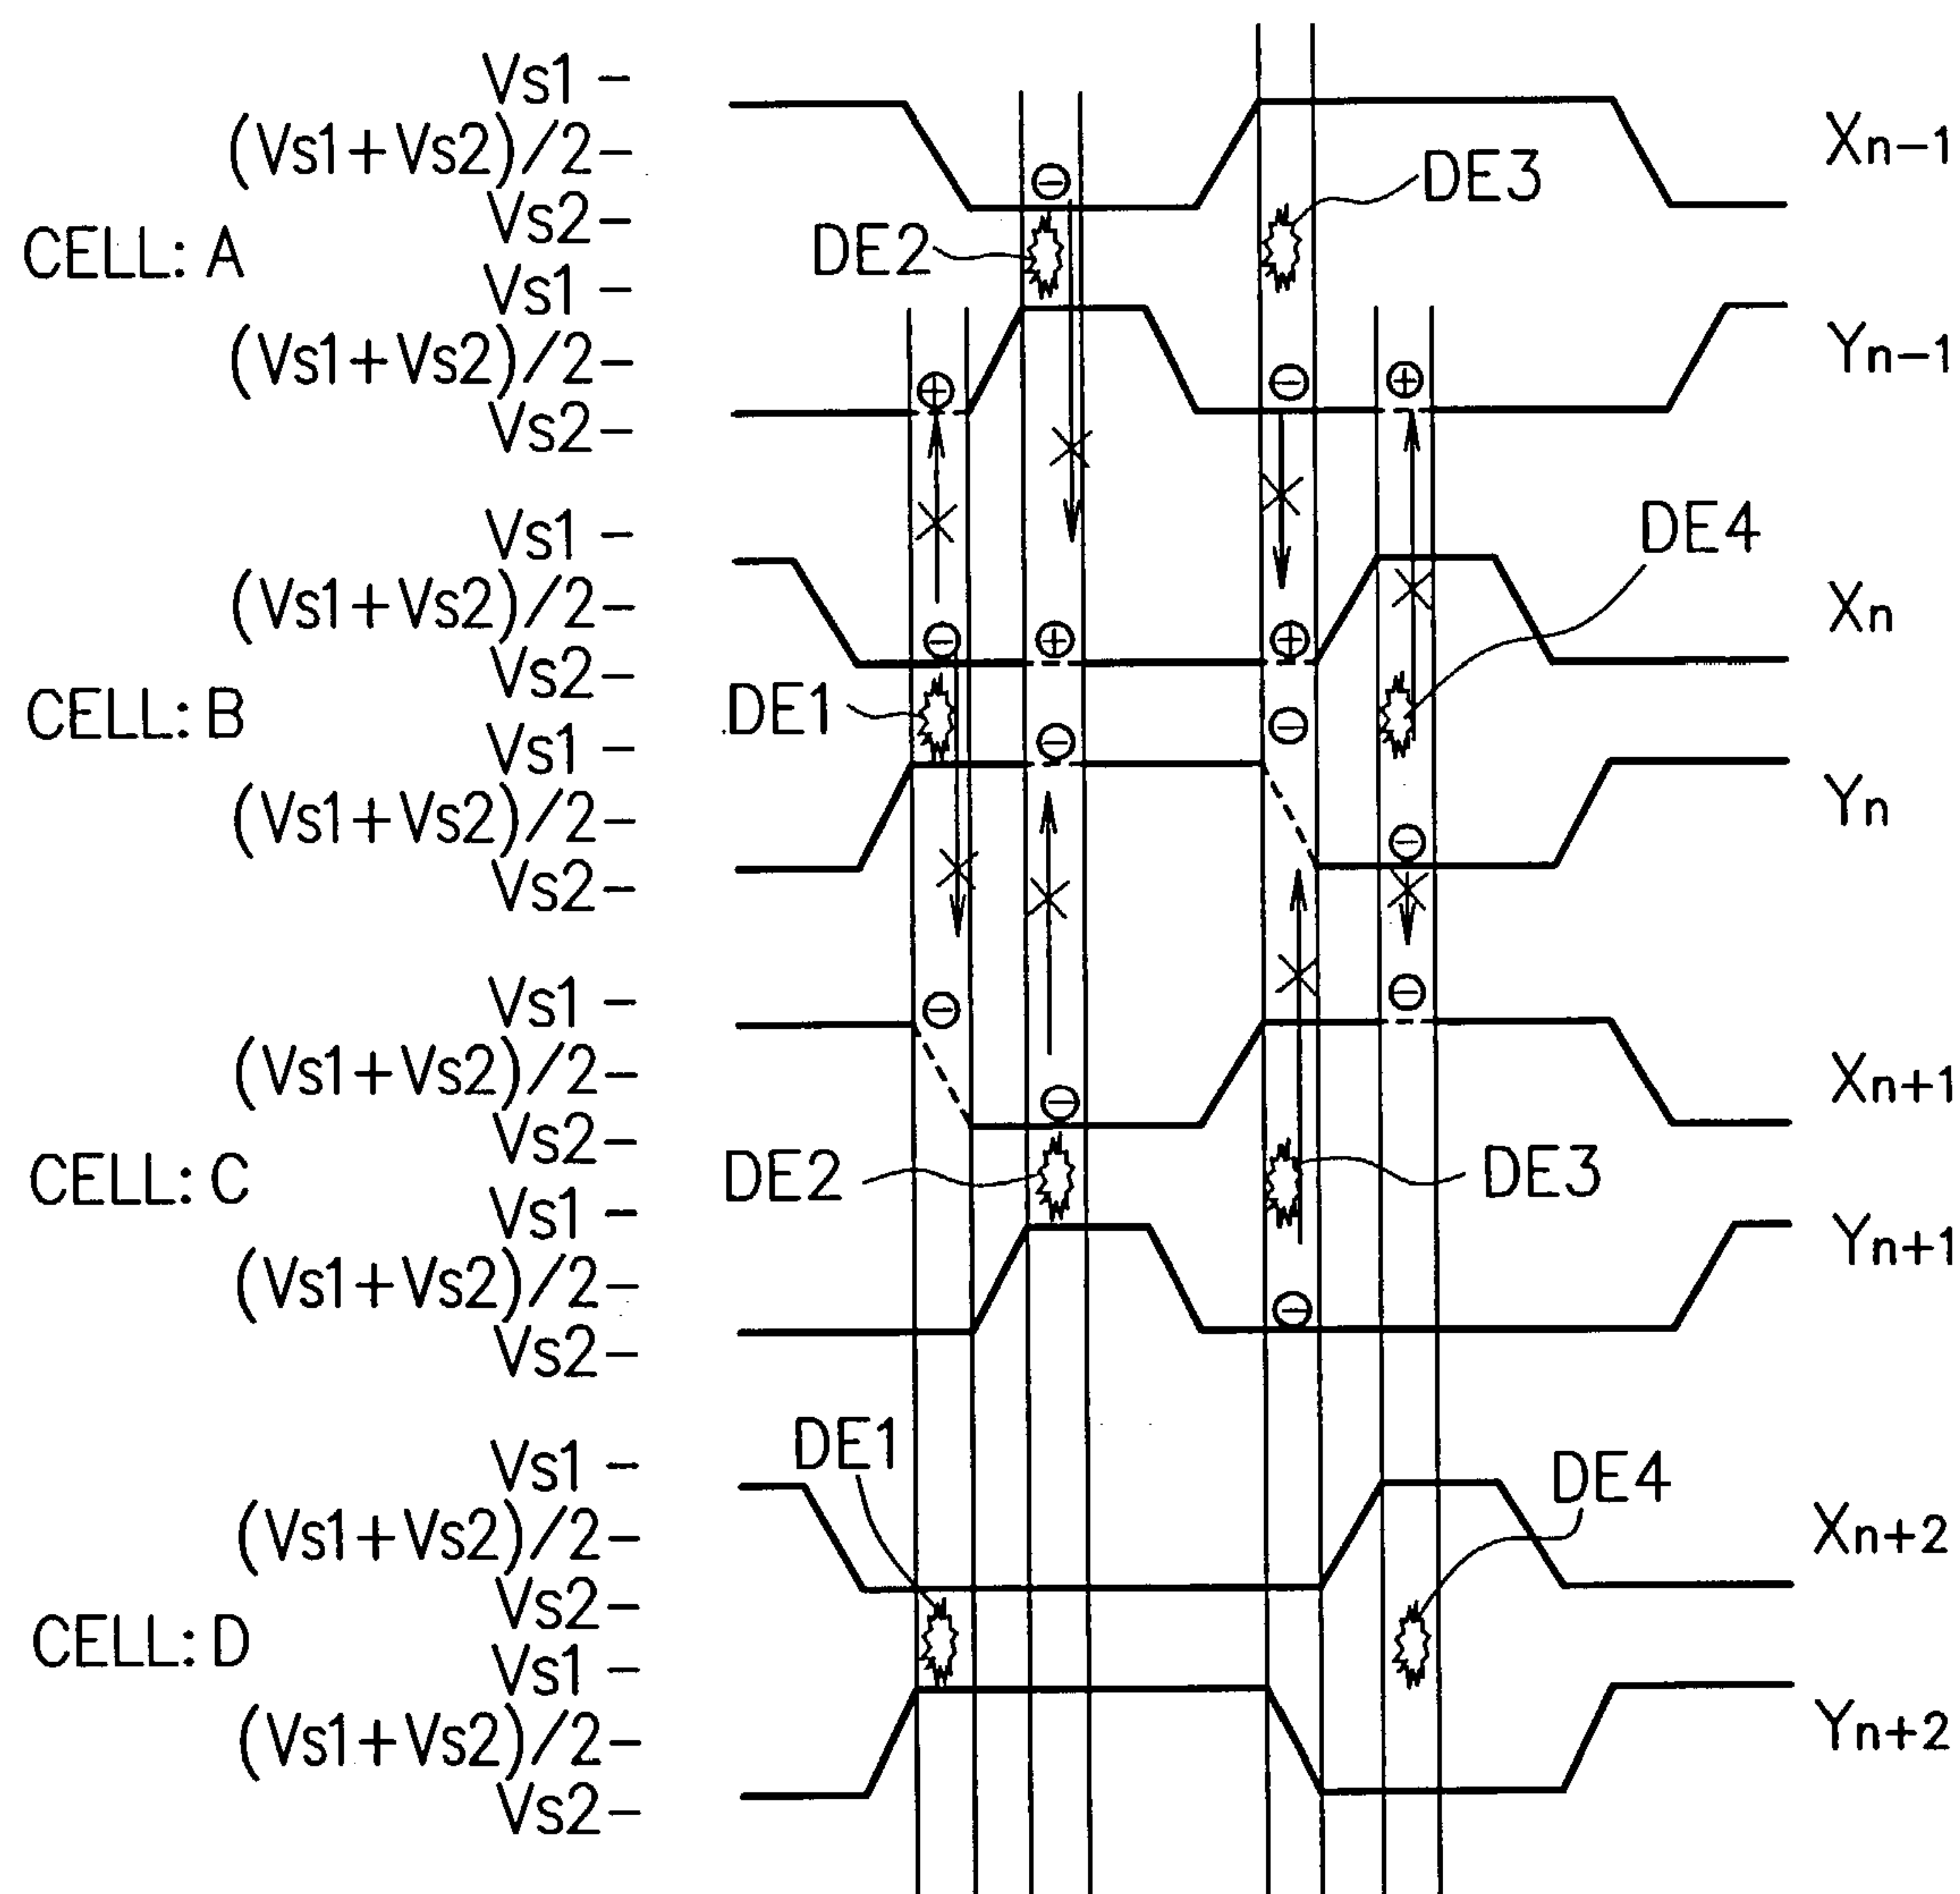 Vs1
(Vs1+Vs2)/2
Vs2
CELL: A
Vs1
(Vs1+Vs2)/2
Vs2
Xn-1
DE3
DE2
Yn-1
Vs1
(Vs1+Vs2)/2
Vs2
CELL: B
Vs1
(Vs1+Vs2)/2
Vs2
DE4
Xn
DE1
Yn
Vs1
(Vs1+Vs2)/2
Vs2
CELL: C
Vs1
(Vs1+Vs2)/2
Vs2
Xn+1
DE2
DE3
Yn+1
Vs1
(Vs1+Vs2)/2
Vs2
CELL: D
Vs1
(Vs1+Vs2)/2
Vs2
DE1
DE4
Xn+2
Yn+2